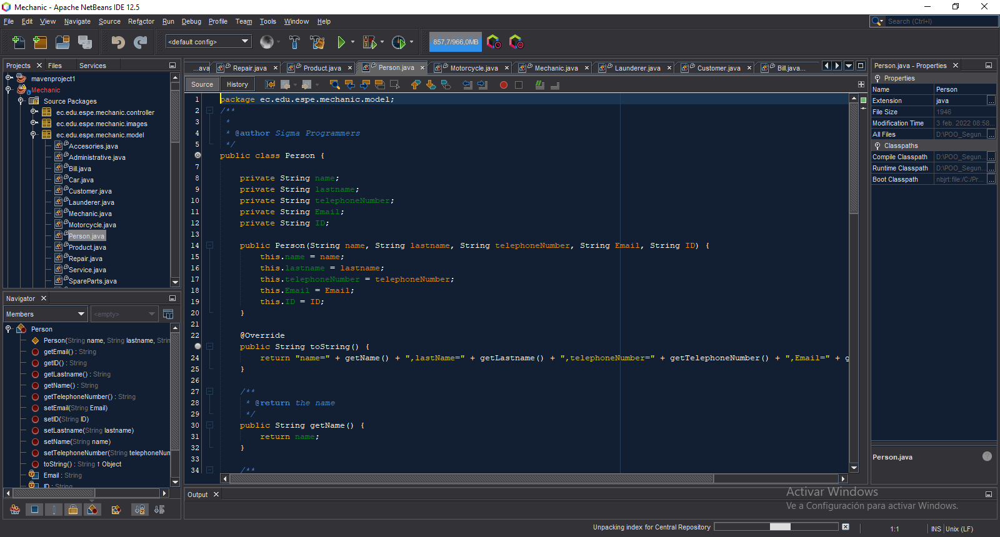 Mechanic - Apache NetBeans IDE 12.5
File Edit View Navigate Source Refactor Run Debug Profile Team Tools Window Help
Search (Ctrl+I)
<default config>
857,7/966,0MB
Projects Files Services
mavenproject1
Mechanic
Source Packages
ec.edu.espe.mechanic.controller
ec.edu.espe.mechanic.images
ec.edu.espe.mechanic.model
Accesories.java
Administrative.java
Bill.java
Car.java
Customer.java
Launderer.java
Mechanic.java
Motorcycle.java
Person.java
Product.java
Repair.java
Service.java
SpareParts.java
Navigator
Members
<empty>
Person
Person(String name, String lastname, Strin
getEmail() : String
getID() : String
getLastname() : String
getName() : String
getTelephoneNumber() : String
setEmail(String Email)
setID(String ID)
setLastname(String lastname)
setName(String name)
setTelephoneNumber(String telephoneNum
toString() : String ↑ Object
Email : String
ID : String
...ava Repair.java Product.java Person.java Motorcycle.java Mechanic.java Launderer.java Customer.java Bill.java...
Source History
1 package ec.edu.espe.mechanic.model;
2 /**
3 *
4 * @author Sigma Programmers
5 */
public class Person {
7
8 private String name;
9 private String lastname;
10 private String telephoneNumber;
11 private String Email;
12 private String ID;
13
14 public Person(String name, String lastname, String telephoneNumber, String Email, String ID) {
15 this.name = name;
16 this.lastname = lastname;
17 this.telephoneNumber = telephoneNumber;
18 this.Email = Email;
19 this.ID = ID;
20 }
21
22 @Override
public String toString() {
24 return "name=" + getName() + ",lastName=" + getLastname() + ",telephoneNumber=" + getTelephoneNumber() + ",Email=" + g
25 }
26
27 /**
28 * @return the name
29 */
30 public String getName() {
31 return name;
32 }
33
34 /**
Person.java - Properties
Properties
Name Person
Extension java ...
File Size 1946
Modification Time 3 feb. 2022 08:58...
All Files D:\POO_Segun... ...
Classpaths
Compile Classpath D:\POO_Segun... ...
Runtime Classpath D:\POO_Segun... ...
Boot Classpath nbjrt:file:/C:/Pr... ...
Person.java
?
Output
Activar Windows
Ve a Configuración para activar Windows.
Unpacking index for Central Repository
1:1 INS Unix (LF)